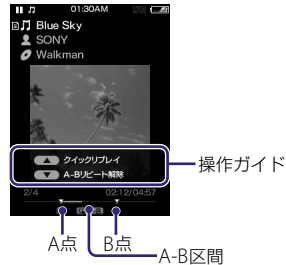 01:30AM
Blue Sky
SONY
Walkman
クイックリプレイ
A-Bリピート解除
2/4 02:12/04:57
操作ガイド
A点 B点
A-B区間